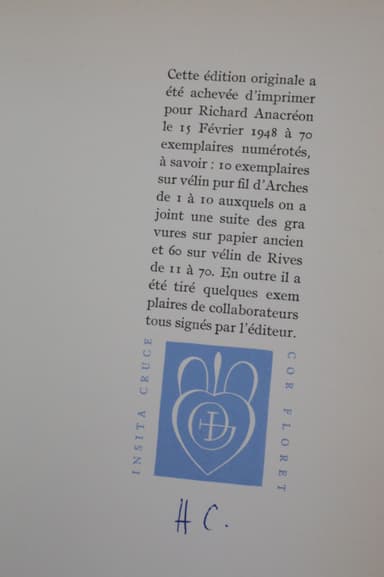 Cette édition originale a
été achevée d'imprimer
pour Richard Anacréon
le 15 Février 1948 à 70
exemplaires numérotés,
à savoir : 10 exemplaires
sur vélin pur fil d'Arches
de 1 à 10 auxquels on a
joint une suite des gra
vures sur papier ancien
et 60 sur vélin de Rives
de 11 à 70. En outre il a
été tiré quelques exem
plaires de collaborateurs
tous signés par l'éditeur.
INSITA CRUCE
COR FLORET
H C.